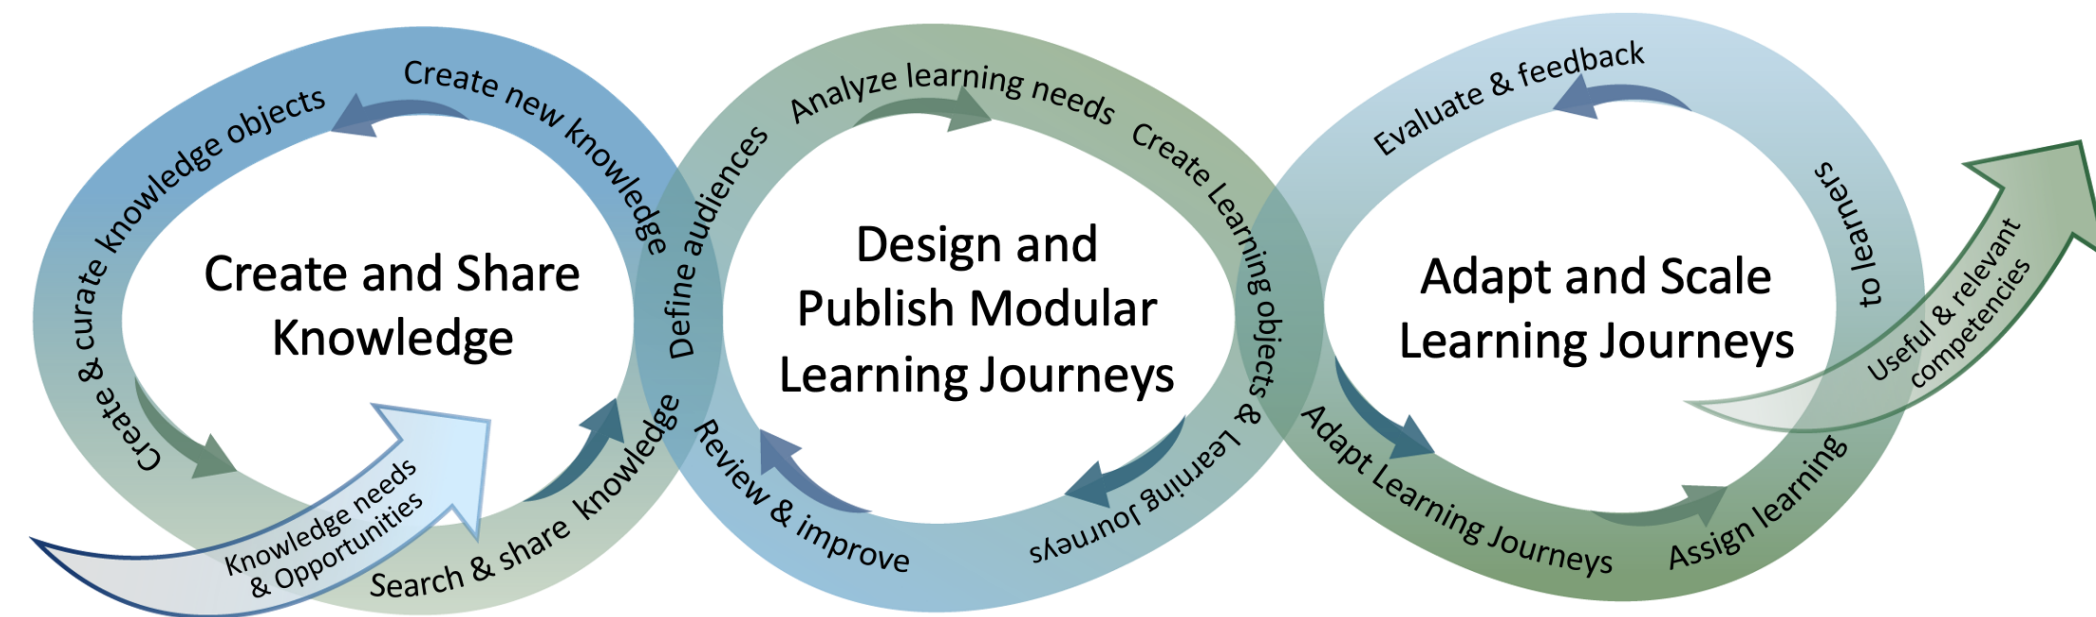 Create and Share
Knowledge
Create new knowledge
Create & curate knowledge objects
Knowledge needs
& Opportunities
Search & share knowledge
Design and
Publish Modular
Learning Journeys
Define audiences
Analyze learning needs
Create Learning objects & Learning Journeys
Review & improve
Adapt and Scale
Learning Journeys
Adapt Learning Journeys
Assign learning to learners
Evaluate & feedback
Useful & relevant
competencies